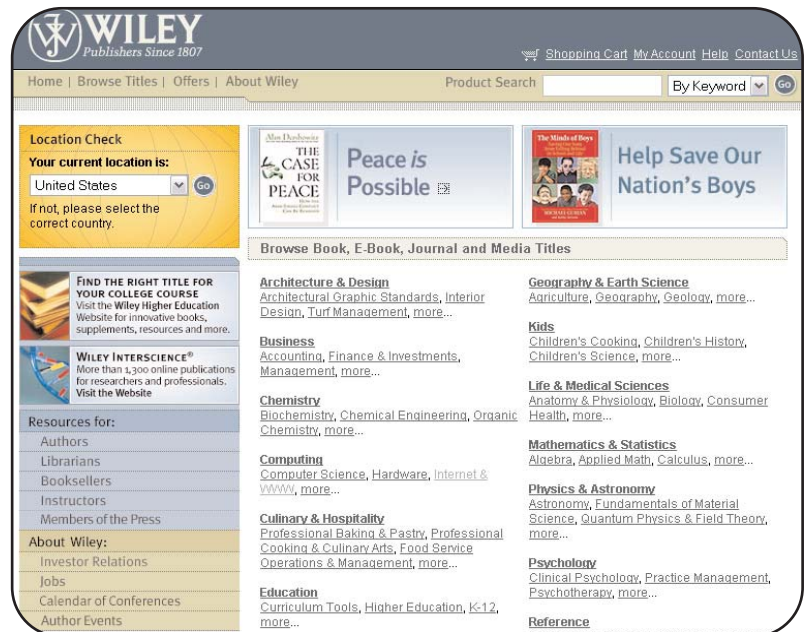 WILEY
Publishers Since 1807
Shopping Cart My Account Help Contact Us
Home | Browse Titles | Offers | About Wiley
Product Search By Keyword Go
Location Check
Your current location is:
United States Go
If not, please select the
correct country.
Alan Dershowitz
THE
CASE
FOR
PEACE
Peace is
Possible
The Minds of Boys
MICHAEL GURIAN
Help Save Our
Nation's Boys
FIND THE RIGHT TITLE FOR
YOUR COLLEGE COURSE
Visit the Wiley Higher Education
Website for innovative books,
supplements, resources and more.
WILEY INTERSCIENCE®
More than 1,300 online publications
for researchers and professionals.
Visit the Website
Resources for:
Authors
Librarians
Booksellers
Instructors
Members of the Press
About Wiley:
Investor Relations
Jobs
Calendar of Conferences
Author Events
Browse Book, E-Book, Journal and Media Titles
Architecture & Design
Architectural Graphic Standards, Interior
Design, Turf Management, more...
Business
Accounting, Finance & Investments,
Management, more...
Chemistry
Biochemistry, Chemical Engineering, Organic
Chemistry, more...
Computing
Computer Science, Hardware, Internet &
WWW, more...
Culinary & Hospitality
Professional Baking & Pastry, Professional
Cooking & Culinary Arts, Food Service
Operations & Management, more...
Education
Curriculum Tools, Higher Education, K-12,
more...
Geography & Earth Science
Agriculture, Geography, Geology, more...
Kids
Children's Cooking, Children's History,
Children's Science, more...
Life & Medical Sciences
Anatomy & Physiology, Biology, Consumer
Health, more...
Mathematics & Statistics
Algebra, Applied Math, Calculus, more...
Physics & Astronomy
Astronomy, Fundamentals of Material
Science, Quantum Physics & Field Theory,
more...
Psychology
Clinical Psychology, Practice Management,
Psychotherapy, more...
Reference